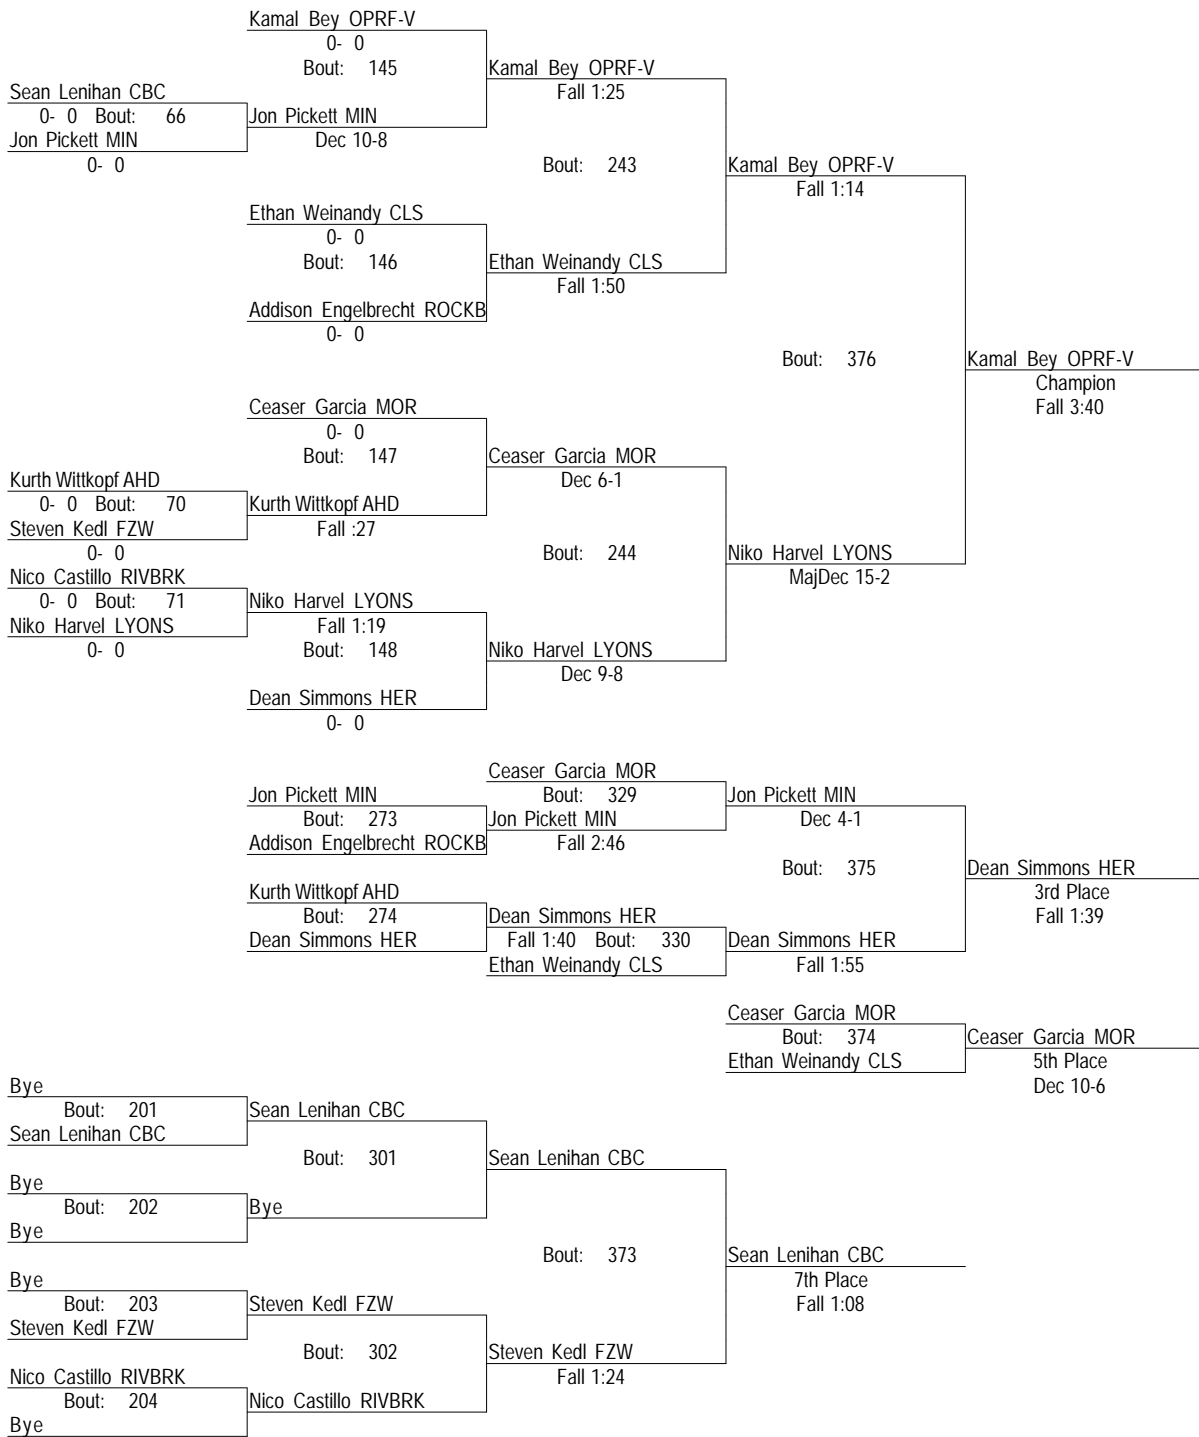 Kamal Bey OPRF-V
0- 0
Bout: 145
Kamal Bey OPRF-V
Fall 1:25
Sean Lenihan CBC
0- 0 Bout: 66
Jon Pickett MIN
Jon Pickett MIN
Dec 10-8
0- 0
Bout: 243
Kamal Bey OPRF-V
Fall 1:14
Ethan Weinandy CLS
0- 0
Bout: 146
Ethan Weinandy CLS
Fall 1:50
Addison Engelbrecht ROCKB
0- 0
Bout: 376
Kamal Bey OPRF-V
Champion
Fall 3:40
Ceaser Garcia MOR
0- 0
Bout: 147
Ceaser Garcia MOR
Dec 6-1
Kurth Wittkopf AHD
0- 0 Bout: 70
Kurth Wittkopf AHD
Steven Kedl FZW
Fall :27
0- 0
Bout: 244
Niko Harvel LYONS
MajDec 15-2
Nico Castillo RIVBRK
0- 0 Bout: 71
Niko Harvel LYONS
Niko Harvel LYONS
Fall 1:19
0- 0
Bout: 148
Niko Harvel LYONS
Dec 9-8
Dean Simmons HER
0- 0
Ceaser Garcia MOR
Jon Pickett MIN
Bout: 329
Jon Pickett MIN
Bout: 273
Jon Pickett MIN
Dec 4-1
Addison Engelbrecht ROCKB
Fall 2:46
Bout: 375
Dean Simmons HER
3rd Place
Fall 1:39
Kurth Wittkopf AHD
Bout: 274
Dean Simmons HER
Dean Simmons HER
Fall 1:40 Bout: 330
Dean Simmons HER
Ethan Weinandy CLS
Fall 1:55
Ceaser Garcia MOR
Bout: 374
Ceaser Garcia MOR
Ethan Weinandy CLS
5th Place
Dec 10-6
Bye
Bout: 201
Sean Lenihan CBC
Sean Lenihan CBC
Bout: 301
Sean Lenihan CBC
Bye
Bout: 202
Bye
Bye
Bout: 373
Sean Lenihan CBC
7th Place
Fall 1:08
Bye
Bout: 203
Steven Kedl FZW
Steven Kedl FZW
Bout: 302
Steven Kedl FZW
Fall 1:24
Nico Castillo RIVBRK
Bout: 204
Nico Castillo RIVBRK
Bye